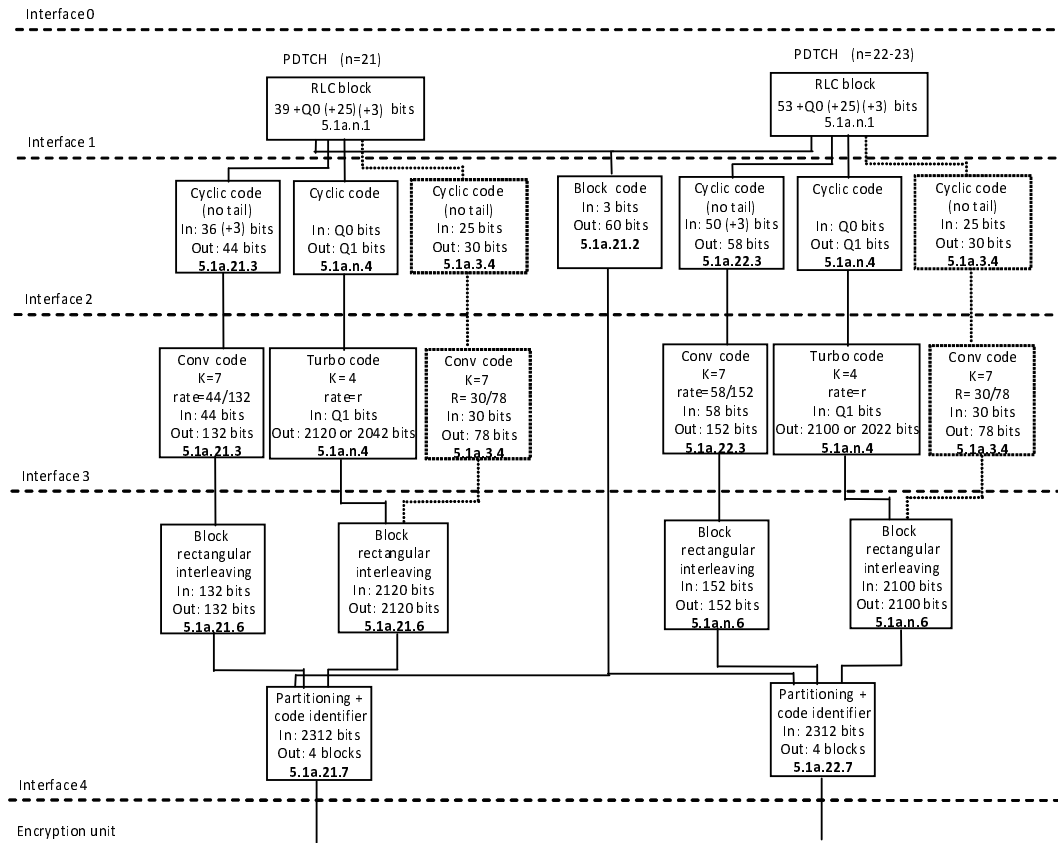 Interface 0
PDTCH (n=21)
RLC block
39 +Q0 (+25)(+3) bits
5.1a.n.1
PDTCH (n=22-23)
RLC block
53 +Q0 (+25)(+3) bits
5.1a.n.1
Interface 1
Cyclic code
(no tail)
In: 36 (+3) bits
Out: 44 bits
5.1a.21.3
Cyclic code
In: Q0 bits
Out: Q1 bits
5.1a.n.4
Cyclic code
(no tail)
In: 25 bits
Out: 30 bits
5.1a.3.4
Block code
In: 3 bits
Out: 60 bits
5.1a.21.2
Cyclic code
(no tail)
In: 50 (+3) bits
Out: 58 bits
5.1a.22.3
Cyclic code
In: Q0 bits
Out: Q1 bits
5.1a.n.4
Cyclic code
(no tail)
In: 25 bits
Out: 30 bits
5.1a.3.4
Interface 2
Conv code
K=7
rate=44/132
In: 44 bits
Out: 132 bits
5.1a.21.3
Turbo code
K=4
rate=r
In: Q1 bits
Out: 2120 or 2042 bits
5.1a.n.4
Conv code
K=7
R= 30/78
In: 30 bits
Out: 78 bits
5.1a.3.4
Conv code
K=7
rate=58/152
In: 58 bits
Out: 152 bits
5.1a.22.3
Turbo code
K=4
rate=r
In: Q1 bits
Out: 2100 or 2022 bits
5.1a.n.4
Conv code
K=7
R= 30/78
In: 30 bits
Out: 78 bits
5.1a.3.4
Interface 3
Block
rectangular
interleaving
In: 132 bits
Out: 132 bits
5.1a.21.6
Block
rectangular
interleaving
In: 2120 bits
Out: 2120 bits
5.1a.21.6
Block
rectangular
interleaving
In: 152 bits
Out: 152 bits
5.1a.n.6
Block
rectangular
interleaving
In: 2100 bits
Out: 2100 bits
5.1a.n.6
Partitioning +
code identifier
In: 2312 bits
Out: 4 blocks
5.1a.21.7
Partitioning +
code identifier
In: 2312 bits
Out: 4 blocks
5.1a.22.7
Interface 4
Encryption unit